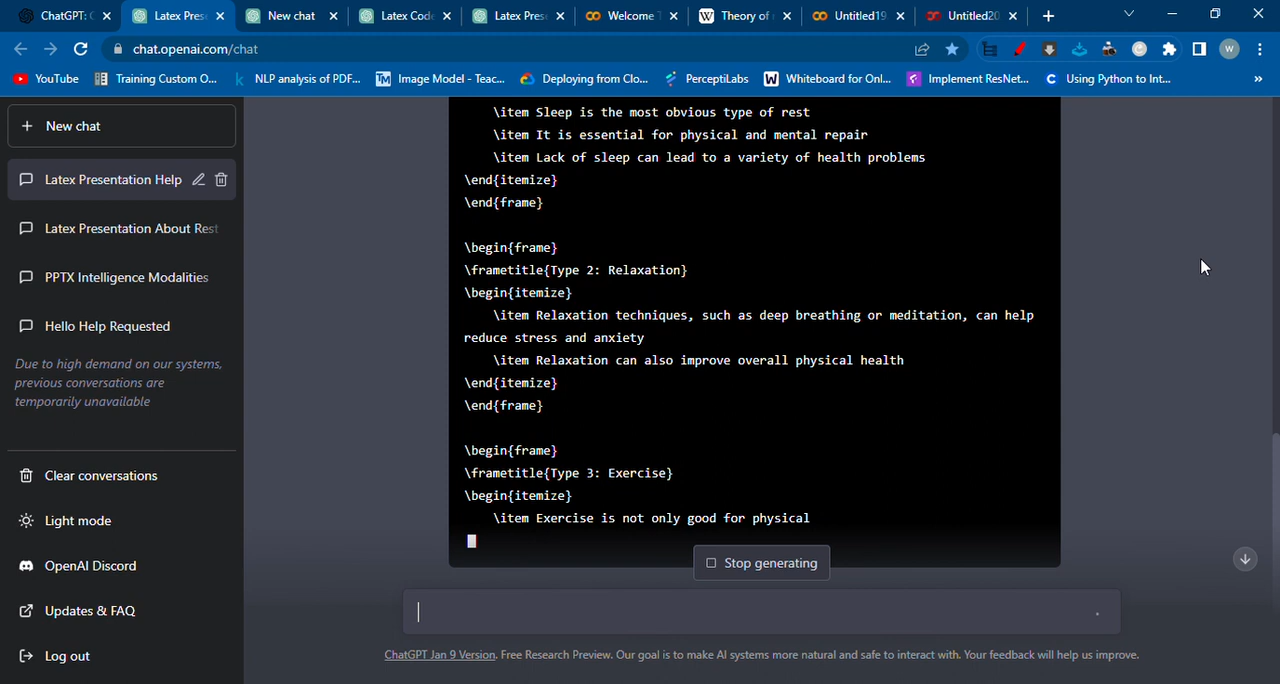 ChatGPT:
Latex Pres
New chat
Latex Cod
Latex Pres
Welcome T
Theory of
Untitled19
Untitled20
chat.openai.com/chat
W
YouTube
Training Custom O...
NLP analysis of PDF...
Image Model - Teac...
Deploying from Clo...
PerceptiLabs
Whiteboard for Onl...
Implement ResNet...
Using Python to Int...
»
+ New chat
Latex Presentation Help
Latex Presentation About Rest
PPTX Intelligence Modalities
Hello Help Requested
Due to high demand on our systems,
previous conversations are
temporarily unavailable
Clear conversations
Light mode
OpenAI Discord
Updates & FAQ
Log out
\item Sleep is the most obvious type of rest
\item It is essential for physical and mental repair
\item Lack of sleep can lead to a variety of health problems
\end{itemize}
\end{frame}
\begin{frame}
\frametitle{Type 2: Relaxation}
\begin{itemize}
\item Relaxation techniques, such as deep breathing or meditation, can help
reduce stress and anxiety
\item Relaxation can also improve overall physical health
\end{itemize}
\end{frame}
\begin{frame}
\frametitle{Type 3: Exercise}
\begin{itemize}
\item Exercise is not only good for physical
Stop generating
ChatGPT Jan 9 Version. Free Research Preview. Our goal is to make AI systems more natural and safe to interact with. Your feedback will help us improve.